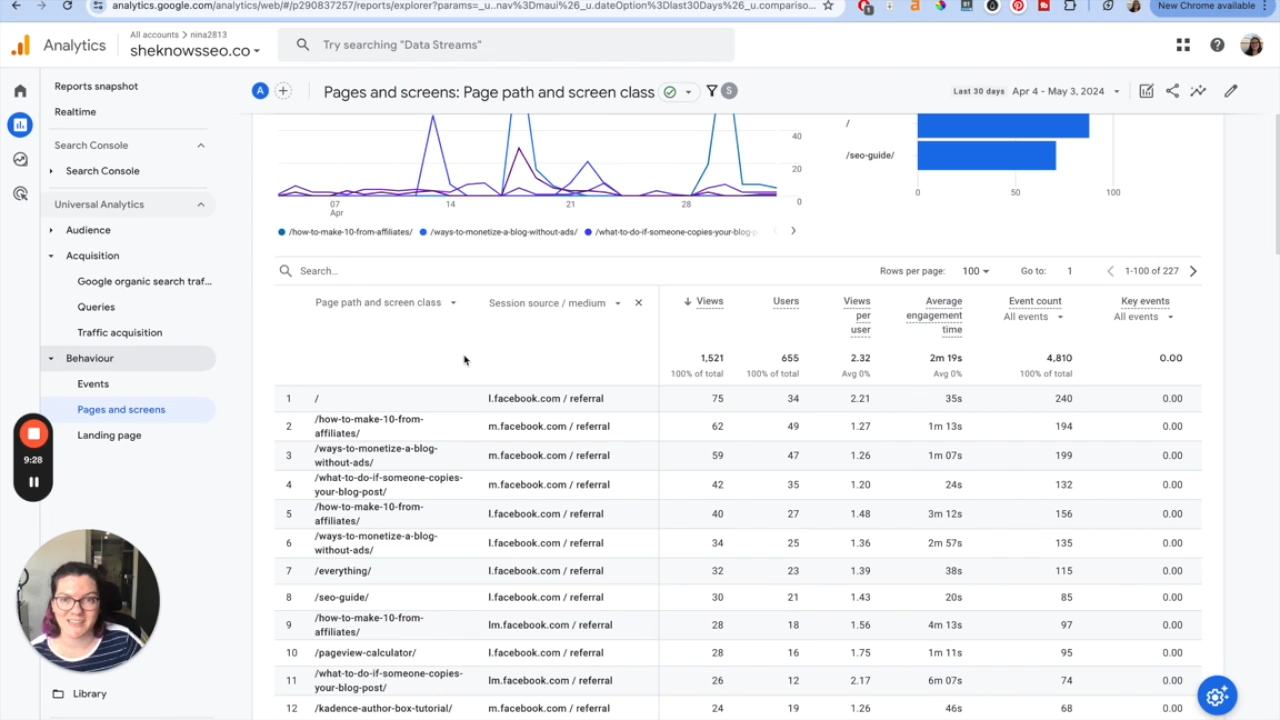 analytics.google.com/analytics/web/#/p290837257/reports/explorer?params=_u..nav%3Dmaui%26_u.dateOption%3Dlast30Days%26_u.compariso...
New Chrome available
Analytics
All accounts > nina2813
sheknowsseo.co
Try searching "Data Streams"
Reports snapshot
Realtime
Search Console
Search Console
Universal Analytics
Audience
Acquisition
Google organic search traf...
Queries
Traffic acquisition
Behaviour
Events
Pages and screens
Landing page
Library
9:28
A
Pages and screens: Page path and screen class
S
Last 30 days Apr 4 - May 3, 2024
40
20
0
07 14 21 28
Apr
/how-to-make-10-from-affiliates/ /ways-to-monetize-a-blog-without-ads/ /what-to-do-if-someone-copies-your-blog-p
/
/seo-guide/
0 50 100
Search...
Rows per page: 100 Go to: 1 1-100 of 227
Page path and screen class Session source / medium Views Users Views per user Average engagement time Event count Key events
All events All events
1,521 655 2.32 2m 19s 4,810 0.00
100% of total 100% of total Avg 0% Avg 0% 100% of total
1 / l.facebook.com / referral 75 34 2.21 35s 240 0.00
2 /how-to-make-10-from-affiliates/ m.facebook.com / referral 62 49 1.27 1m 13s 194 0.00
3 /ways-to-monetize-a-blog-without-ads/ m.facebook.com / referral 59 47 1.26 1m 07s 199 0.00
4 /what-to-do-if-someone-copies-your-blog-post/ m.facebook.com / referral 42 35 1.20 24s 132 0.00
5 /how-to-make-10-from-affiliates/ l.facebook.com / referral 40 27 1.48 3m 12s 156 0.00
6 /ways-to-monetize-a-blog-without-ads/ l.facebook.com / referral 34 25 1.36 2m 57s 135 0.00
7 /everything/ l.facebook.com / referral 32 23 1.39 38s 115 0.00
8 /seo-guide/ l.facebook.com / referral 30 21 1.43 20s 85 0.00
9 /how-to-make-10-from-affiliates/ lm.facebook.com / referral 28 18 1.56 4m 13s 97 0.00
10 /pageview-calculator/ l.facebook.com / referral 28 16 1.75 1m 11s 95 0.00
11 /what-to-do-if-someone-copies-your-blog-post/ lm.facebook.com / referral 26 12 2.17 6m 07s 74 0.00
12 /kadence-author-box-tutorial/ m.facebook.com / referral 24 19 1.26 46s 68 0.00